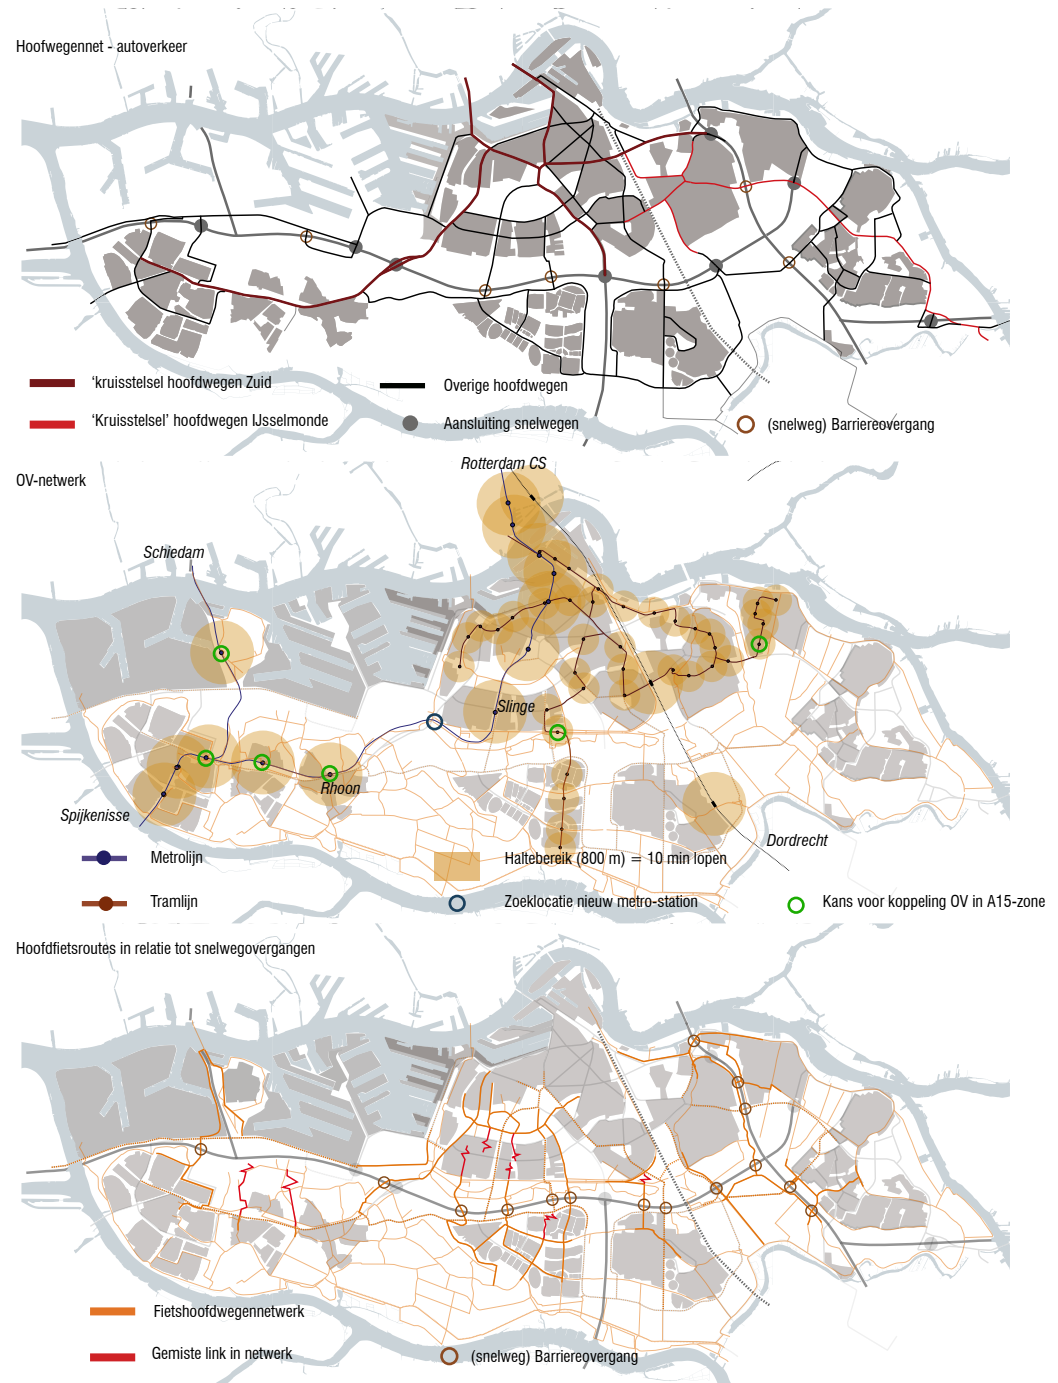 Hoofwegennet - autoverkeer
‘kruisstelsel hoofdwegen Zuid
Overige hoofdwegen
‘Kruisstelsel’ hoofdwegen IJsselmonde
Aansluiting snelwegen
(snelweg) Barriereovergang
Rotterdam CS
OV-netwerk
Schiedam
Slinge
Rhoon
Spijkenisse
Dordrecht
Metrolijn
Haltebereik (800 m) = 10 min lopen
Tramlijn
Zoeklocatie nieuw metro-station
Kans voor koppeling OV in A15-zone
Hoofdfietsroutes in relatie tot snelwegovergangen
Fietshoofdwegennetwerk
Gemiste link in netwerk
(snelweg) Barriereovergang